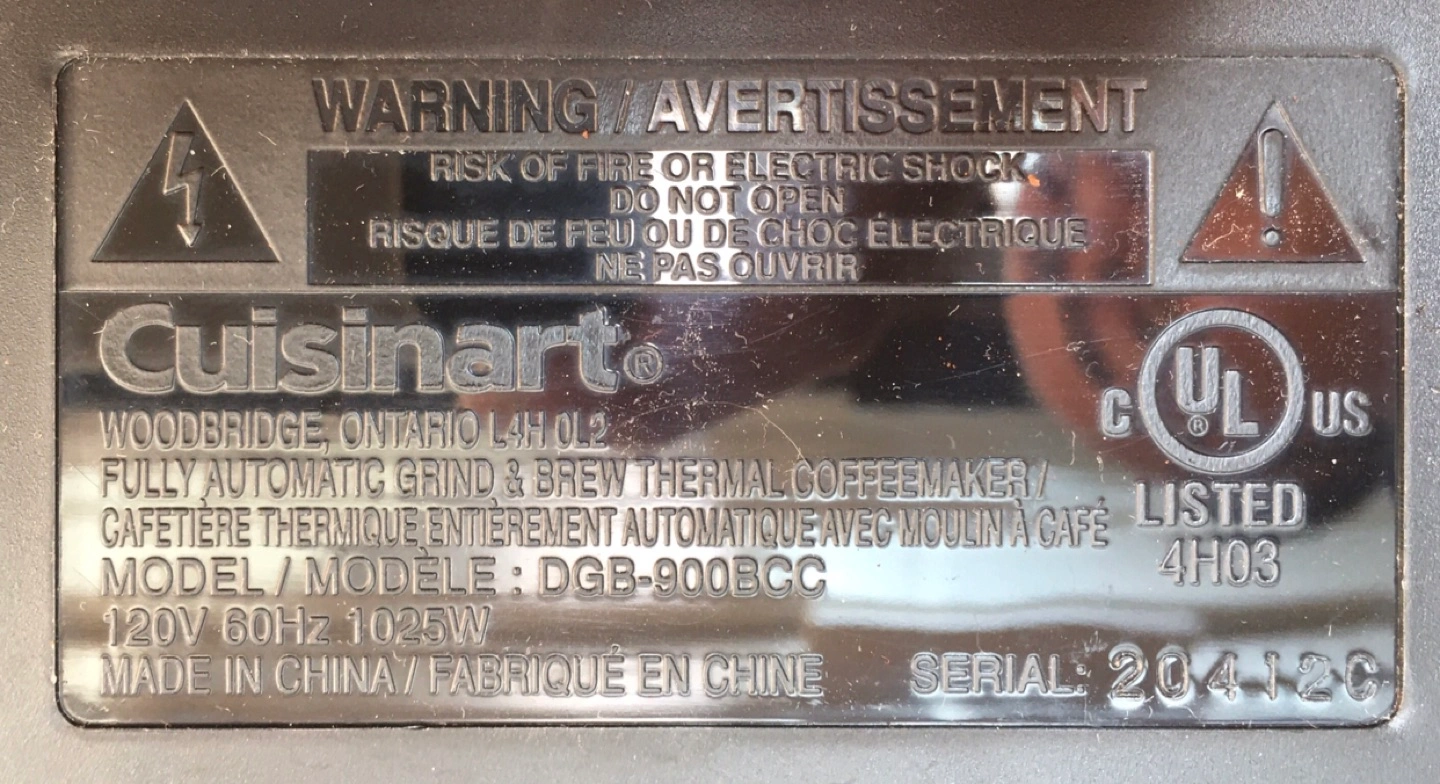 WARNING / AVERTISSEMENT
RISK OF FIRE OR ELECTRIC SHOCK
DO NOT OPEN
RISQUE DE FEU OU DE CHOC ÉLECTRIQUE
NE PAS OUVRIR
Cuisinart®
WOODBRIDGE, ONTARIO L4H 0L2
FULLY AUTOMATIC GRIND & BREW THERMAL COFFEEMAKER /
CAFETIÈRE THERMIQUE ENTIÈREMENT AUTOMATIQUE AVEC MOULIN À CAFÉ
MODEL / MODÈLE : DGB-900BCC
120V 60Hz 1025W
MADE IN CHINA / FABRIQUÉ EN CHINE
C UL® US
LISTED
4H03
SERIAL: 20412C